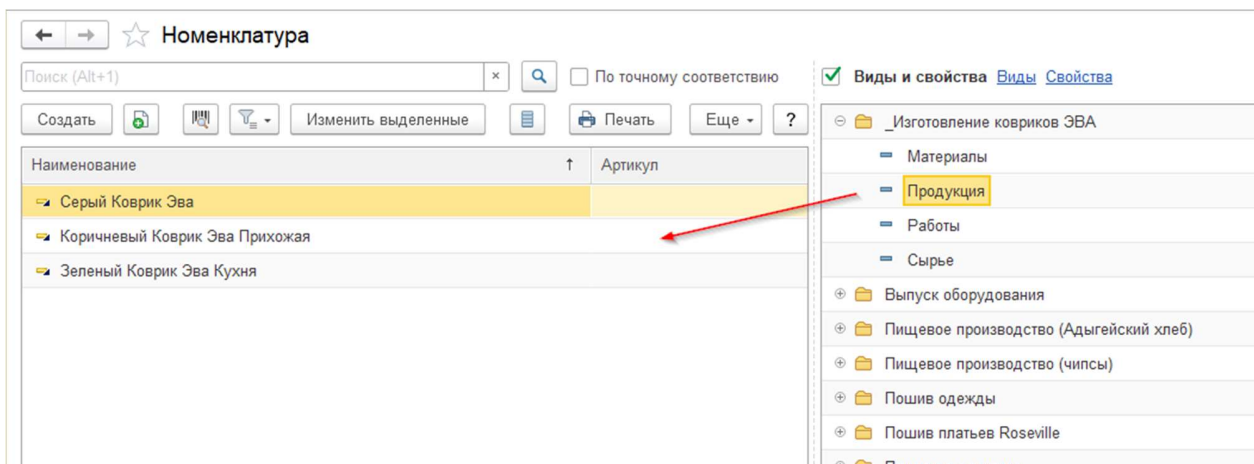 Номенклатура
Поиск (Alt+1) × По точному соответствию
Создать Изменить выделенные Печать Еще ?
Наименование ↑ Артикул
Серый Коврик Эва
Коричневый Коврик Эва Прихожая
Зеленый Коврик Эва Кухня
Виды и свойства Виды Свойства
_Изготовление ковриков ЭВА
Материалы
Продукция
Работы
Сырье
Выпуск оборудования
Пищевое производство (Адыгейский хлеб)
Пищевое производство (чипсы)
Пошив одежды
Пошив платьев Roseville